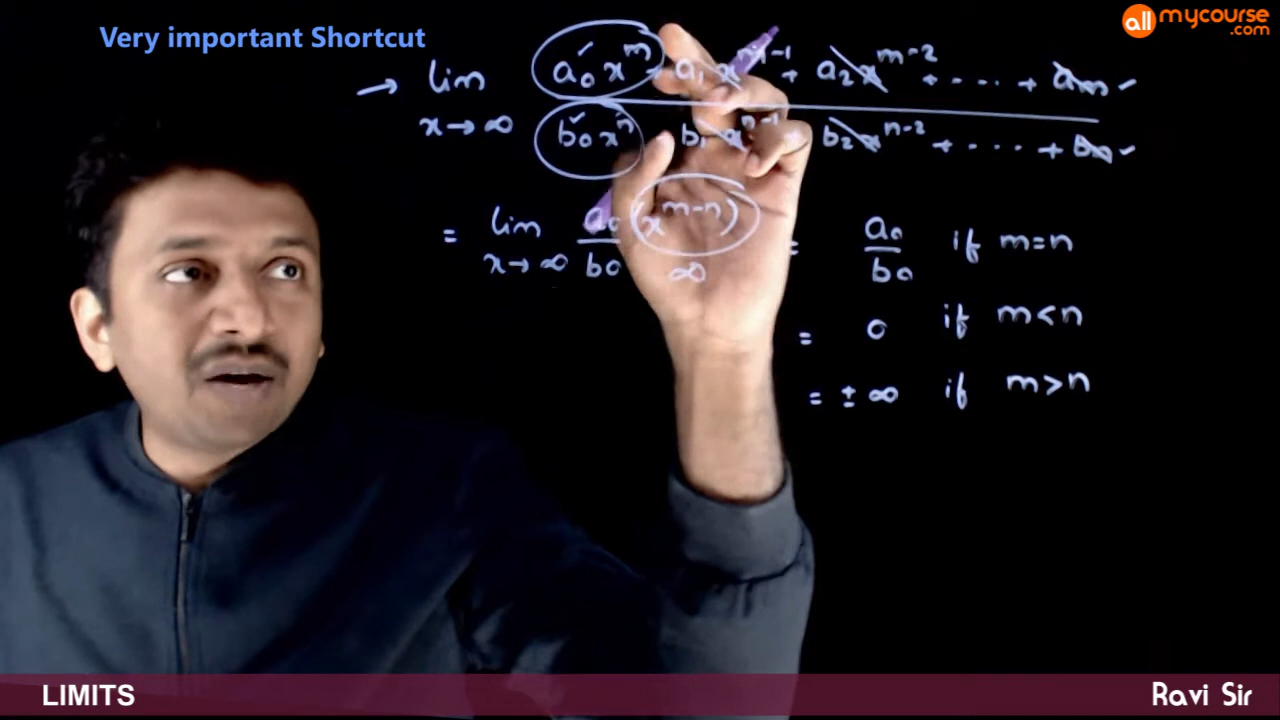 Very important Shortcut
allmycourse.com
→ lim x→∞ a₀x^m + a₁x^(m-1) + a₂x^(m-2) + ---- + aₘ ✓
b₀x^n b₁x^(n-1) + b₂x^(n-2) + ---- + bₙ ✓
= lim x→∞ a₀/b₀ (x^(m-n)) = a₀/b₀ if m=n
∞
= 0 if m<n
= ± ∞ if m>n
LIMITS
Ravi Sir